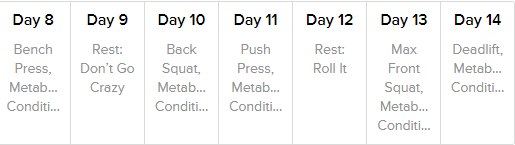 Day 8
Bench
Press,
Metab...
Conditi...
Day 9
Rest:
Don't Go
Crazy
Day 10
Back
Squat,
Metab...
Conditi...
Day 11
Push
Press,
Metab...
Conditi...
Day 12
Rest:
Roll It
Day 13
Max
Front
Squat,
Metab...
Conditi...
Day 14
Deadlift,
Metab...
Conditi...